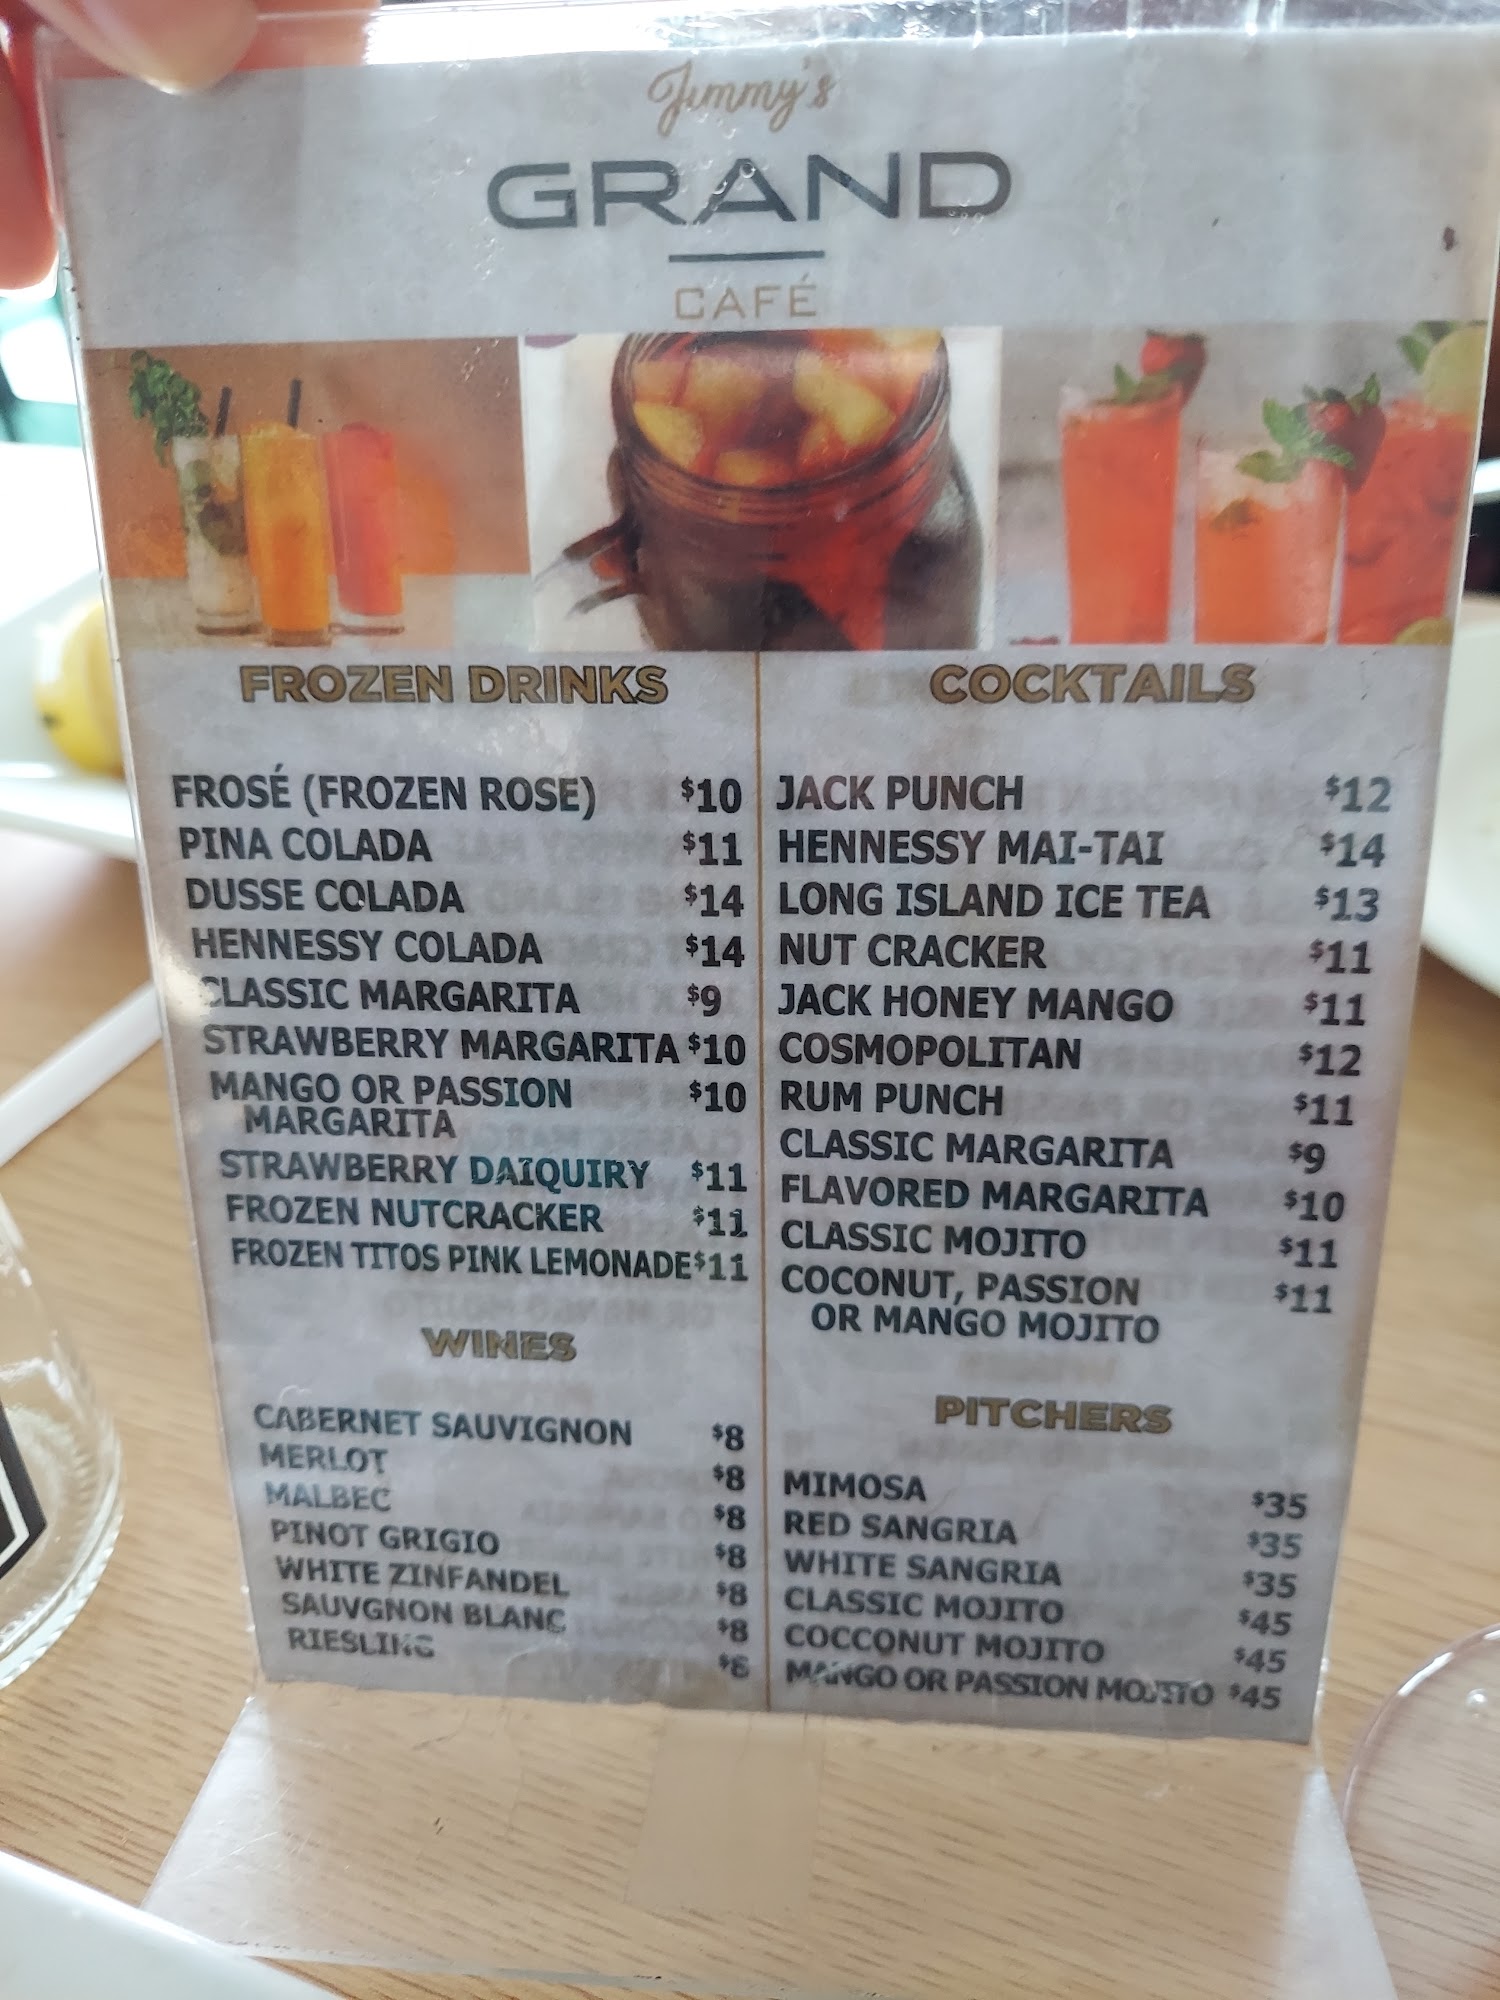 Jimmy's
GRAND
CAFÉ
FROZEN DRINKS
FROSÉ (FROZEN ROSE) $10
PINA COLADA $11
DUSSE COLADA $14
HENNESSY COLADA $14
CLASSIC MARGARITA $9
STRAWBERRY MARGARITA $10
MANGO OR PASSION $10
MARGARITA
STRAWBERRY DAIQUIRY $11
FROZEN NUTCRACKER $11
FROZEN TITOS PINK LEMONADE $11
WINES
CABERNET SAUVIGNON $8
MERLOT $8
MALBEC $8
PINOT GRIGIO $8
WHITE ZINFANDEL $8
SAUVGNON BLANC $8
RIESLING
COCKTAILS
JACK PUNCH $12
HENNESSY MAI-TAI $14
LONG ISLAND ICE TEA $13
NUT CRACKER $11
JACK HONEY MANGO $11
COSMOPOLITAN $12
RUM PUNCH $11
CLASSIC MARGARITA $9
FLAVORED MARGARITA $10
CLASSIC MOJITO $11
COCONUT, PASSION $11
OR MANGO MOJITO
PITCHERS
MIMOSA $35
RED SANGRIA $35
WHITE SANGRIA $35
CLASSIC MOJITO $45
COCCONUT MOJITO $45
MANGO OR PASSION MOJITO $45